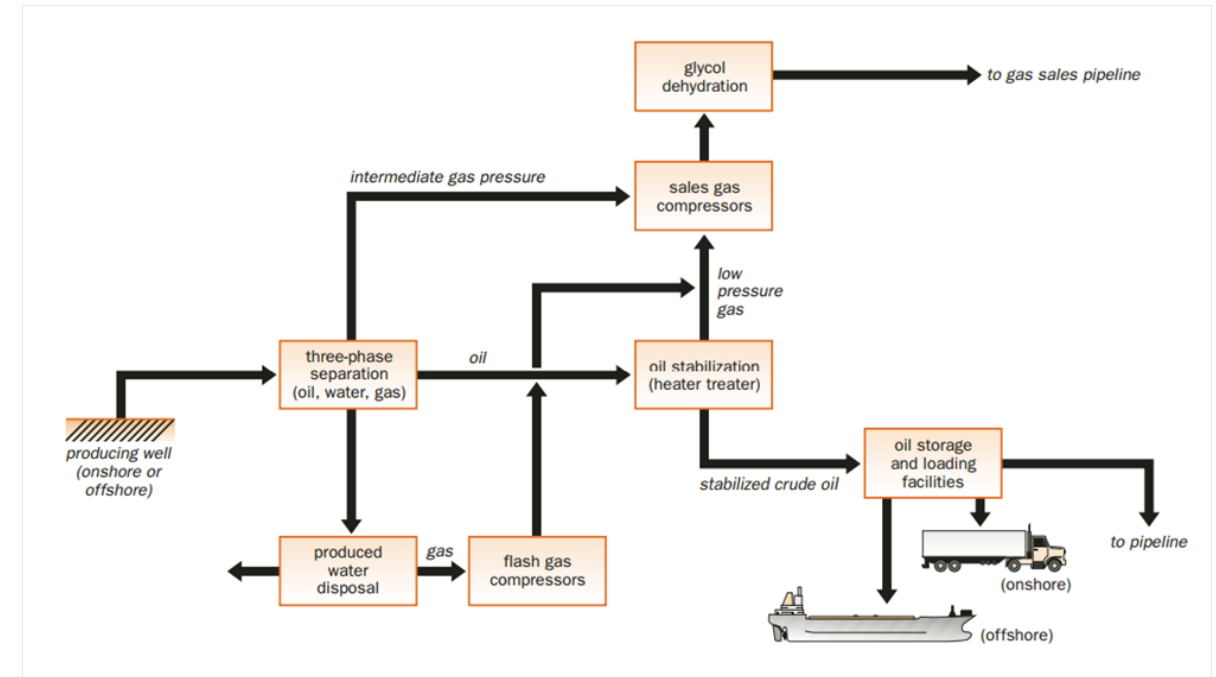 glycol
dehydration
to gas sales pipeline
intermediate gas pressure
sales gas
compressors
low
pressure
gas
three-phase
separation
(oil, water, gas)
oil
oil stabilization
(heater treater)
producing well
(onshore or
offshore)
oil storage
and loading
facilities
stabilized crude oil
to pipeline
produced
water
disposal
gas
flash gas
compressors
(onshore)
(offshore)